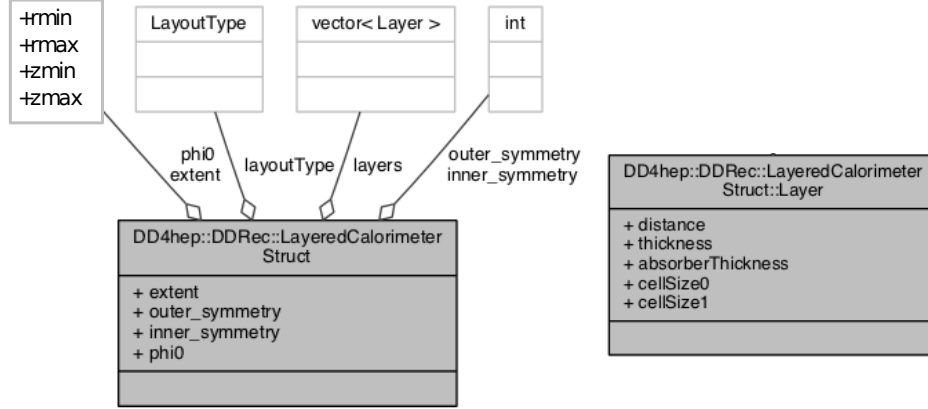 +rmin
+rmax
+zmin
+zmax
LayoutType
vector< Layer >
int
phi0
extent
layoutType
layers
outer_symmetry
inner_symmetry
DD4hep::DDRec::LayeredCalorimeter
Struct
+ extent
+ outer_symmetry
+ inner_symmetry
+ phi0
DD4hep::DDRec::LayeredCalorimeter
Struct::Layer
+ distance
+ thickness
+ absorberThickness
+ cellSize0
+ cellSize1